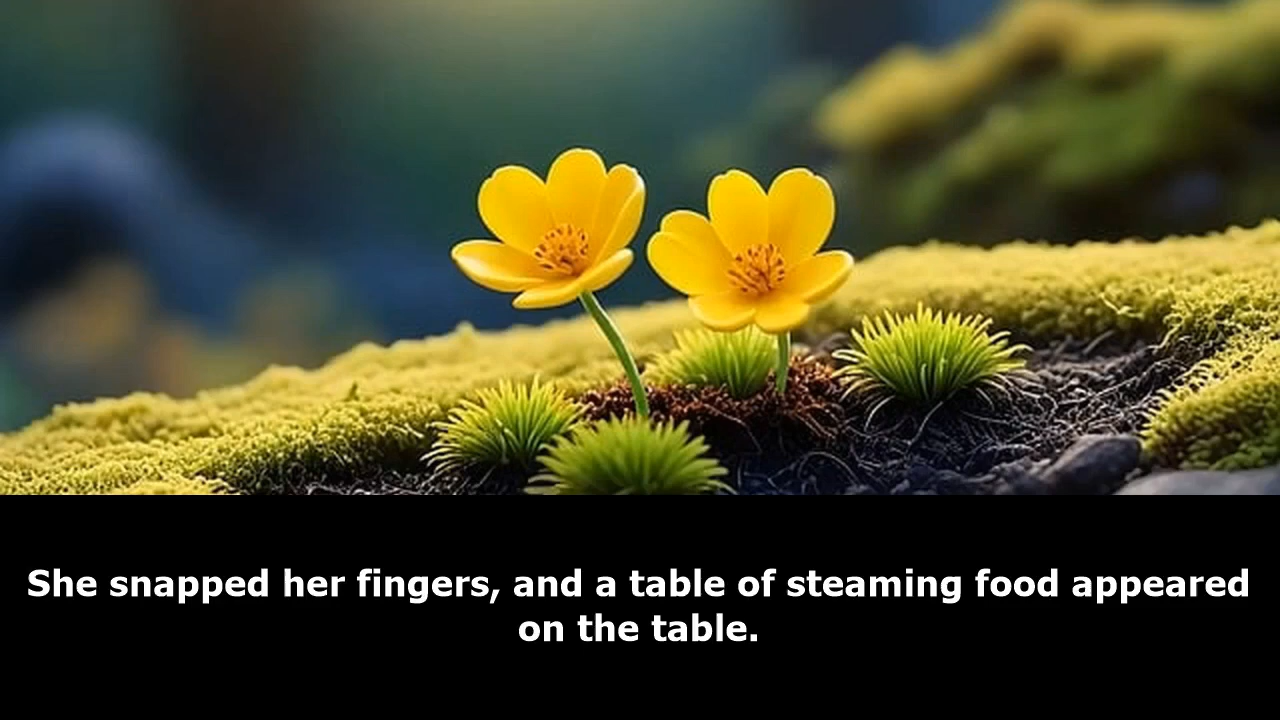 She snapped her fingers, and a table of steaming food appeared
on the table.